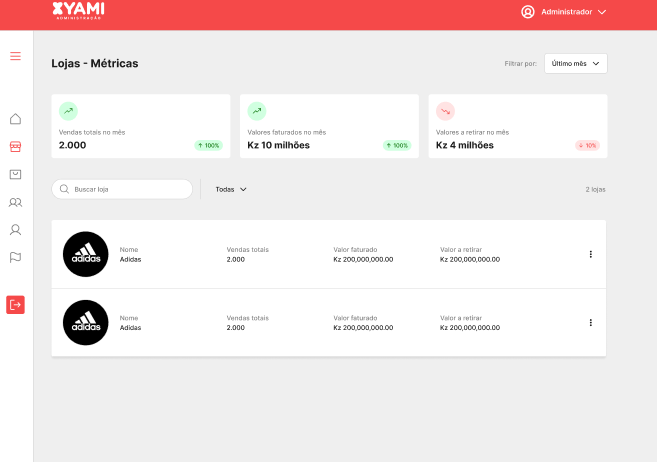 XYAMI
ADMINISTRAÇÃO
Administrador
Lojas - Métricas
Filtrar por:
Último mês
Vendas totais no mês
2.000
↑ 100%
Valores faturados no mês
Kz 10 milhões
↑ 100%
Valores a retirar no mês
Kz 4 milhões
↓ 10%
Buscar loja
Todas
2 lojas
adidas
Nome
Adidas
Vendas totais
2.000
Valor faturado
Kz 200,000,000.00
Valor a retirar
Kz 200,000,000.00
adidas
Nome
Adidas
Vendas totais
2.000
Valor faturado
Kz 200,000,000.00
Valor a retirar
Kz 200,000,000.00